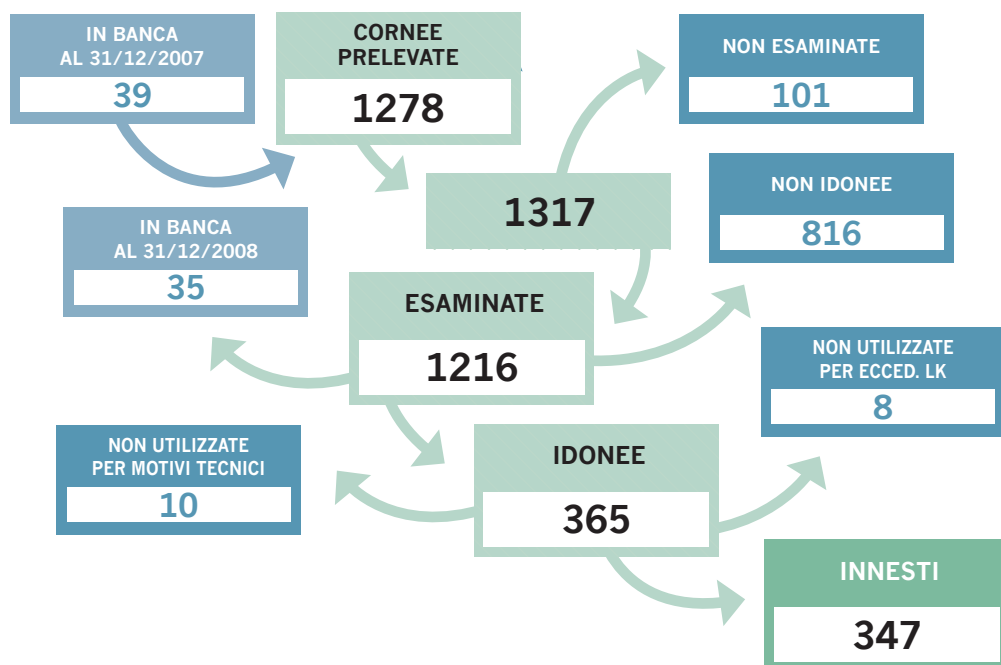 IN BANCA
AL 31/12/2007
39
CORNEE
PRELEVATE
1278
NON ESAMINATE
101
1317
NON IDONEE
816
IN BANCA
AL 31/12/2008
35
ESAMINATE
1216
NON UTILIZZATE
PER ECCED. LK
8
NON UTILIZZATE
PER MOTIVI TECNICI
10
IDONEE
365
INNESTI
347